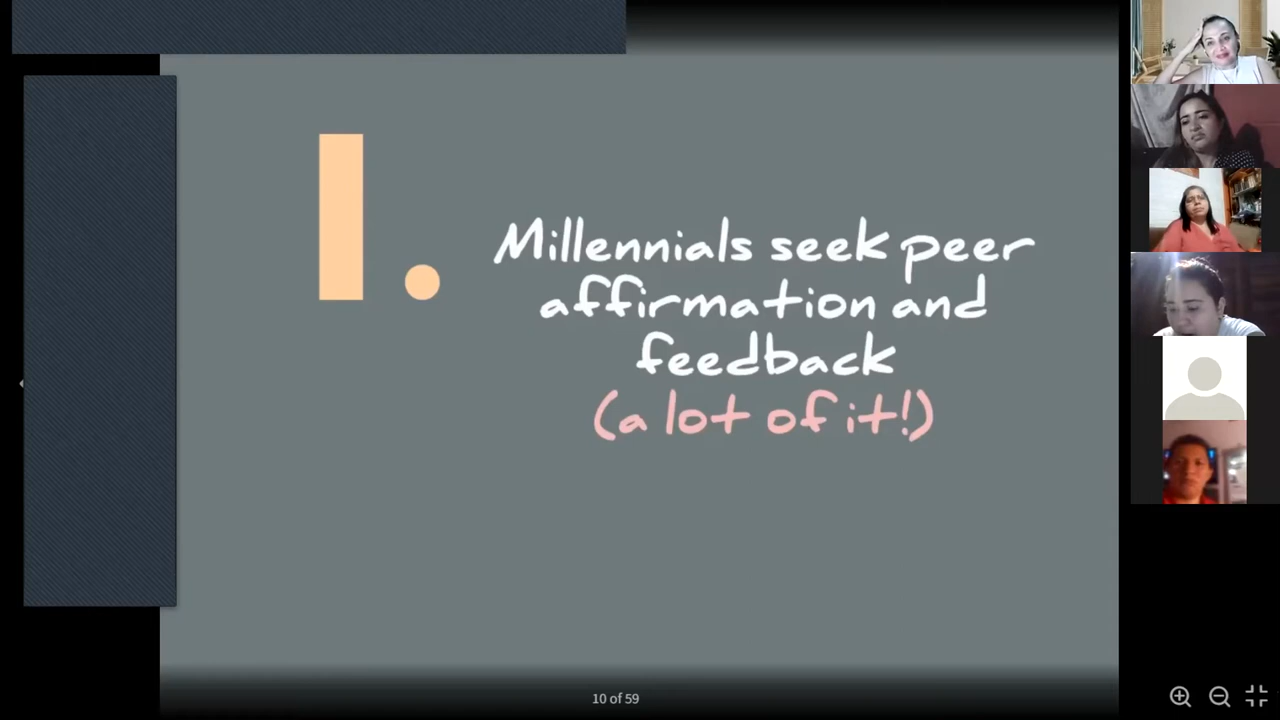 1.
Millennials seek peer
affirmation and
feedback
(a lot of it!)
10 of 59